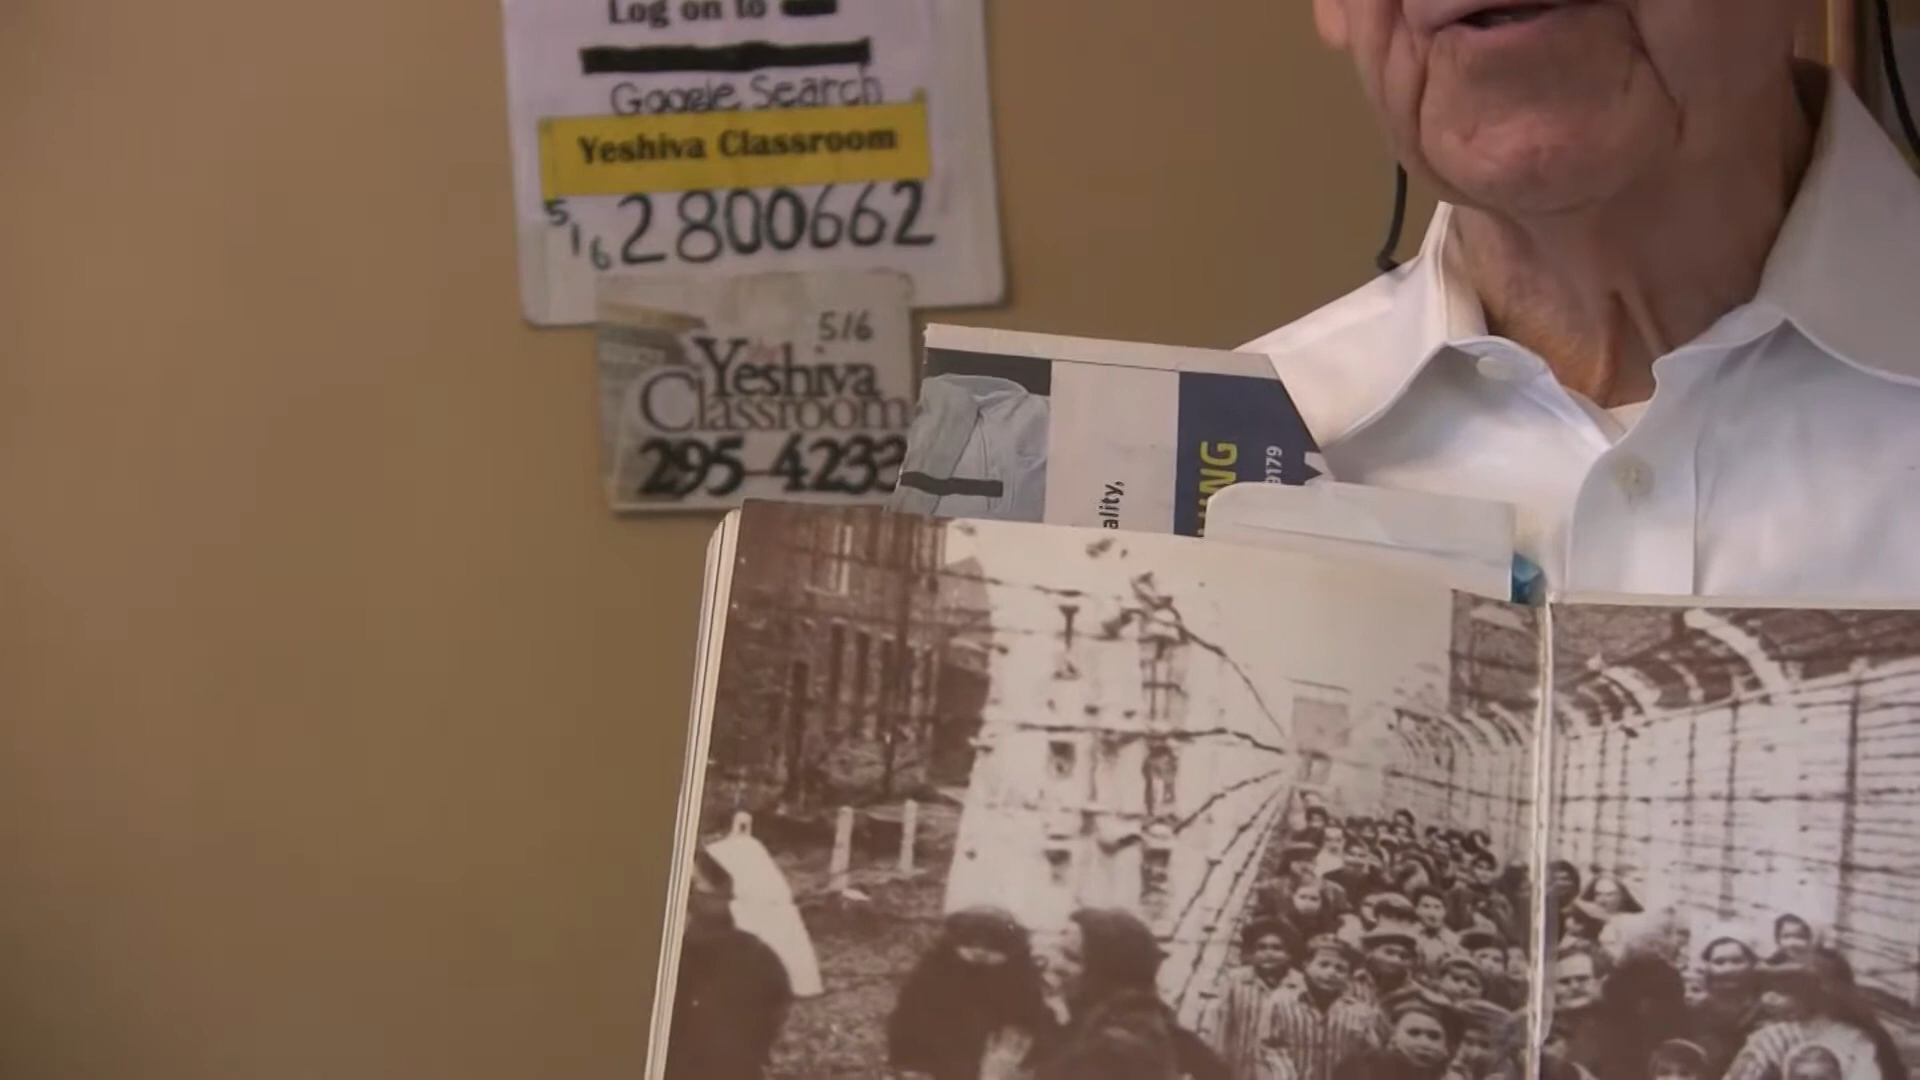 Log on to
Google Search
Yeshiva Classroom
516 2800662
516
Yeshiva
Classroom
295-4233
ality,
NG
179